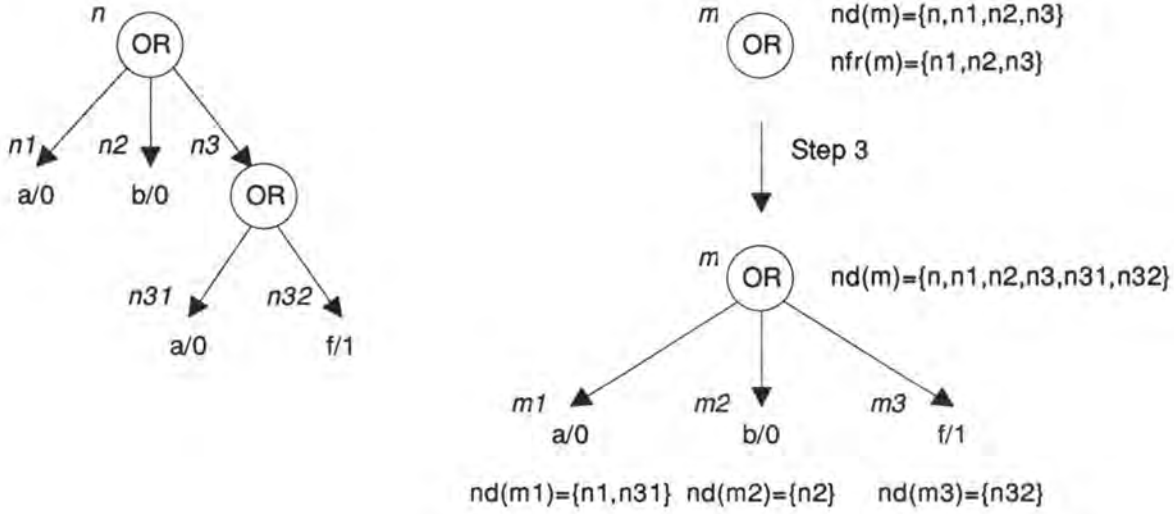 n
OR
n1 n2 n3
a/0 b/0 OR
n31 n32
a/0 f/1
m
OR
nd(m)={n,n1,n2,n3}
nfr(m)={n1,n2,n3}
Step 3
m
OR
nd(m)={n,n1,n2,n3,n31,n32}
m1 m2 m3
a/0 b/0 f/1
nd(m1)={n1,n31} nd(m2)={n2} nd(m3)={n32}